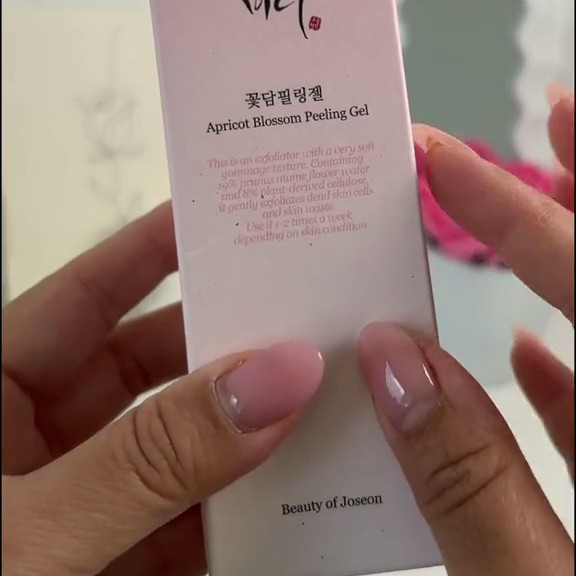 꽃담필링젤
Apricot Blossom Peeling Gel
This is an exfoliator with a very soft
gommage texture. Containing
19% prunus mume flower water
and 8% plant-derived cellulose,
it gently exfoliates dead skin cells
and skin waste
Use it 1-2 times a week
depending on skin condition
Beauty of Joseon